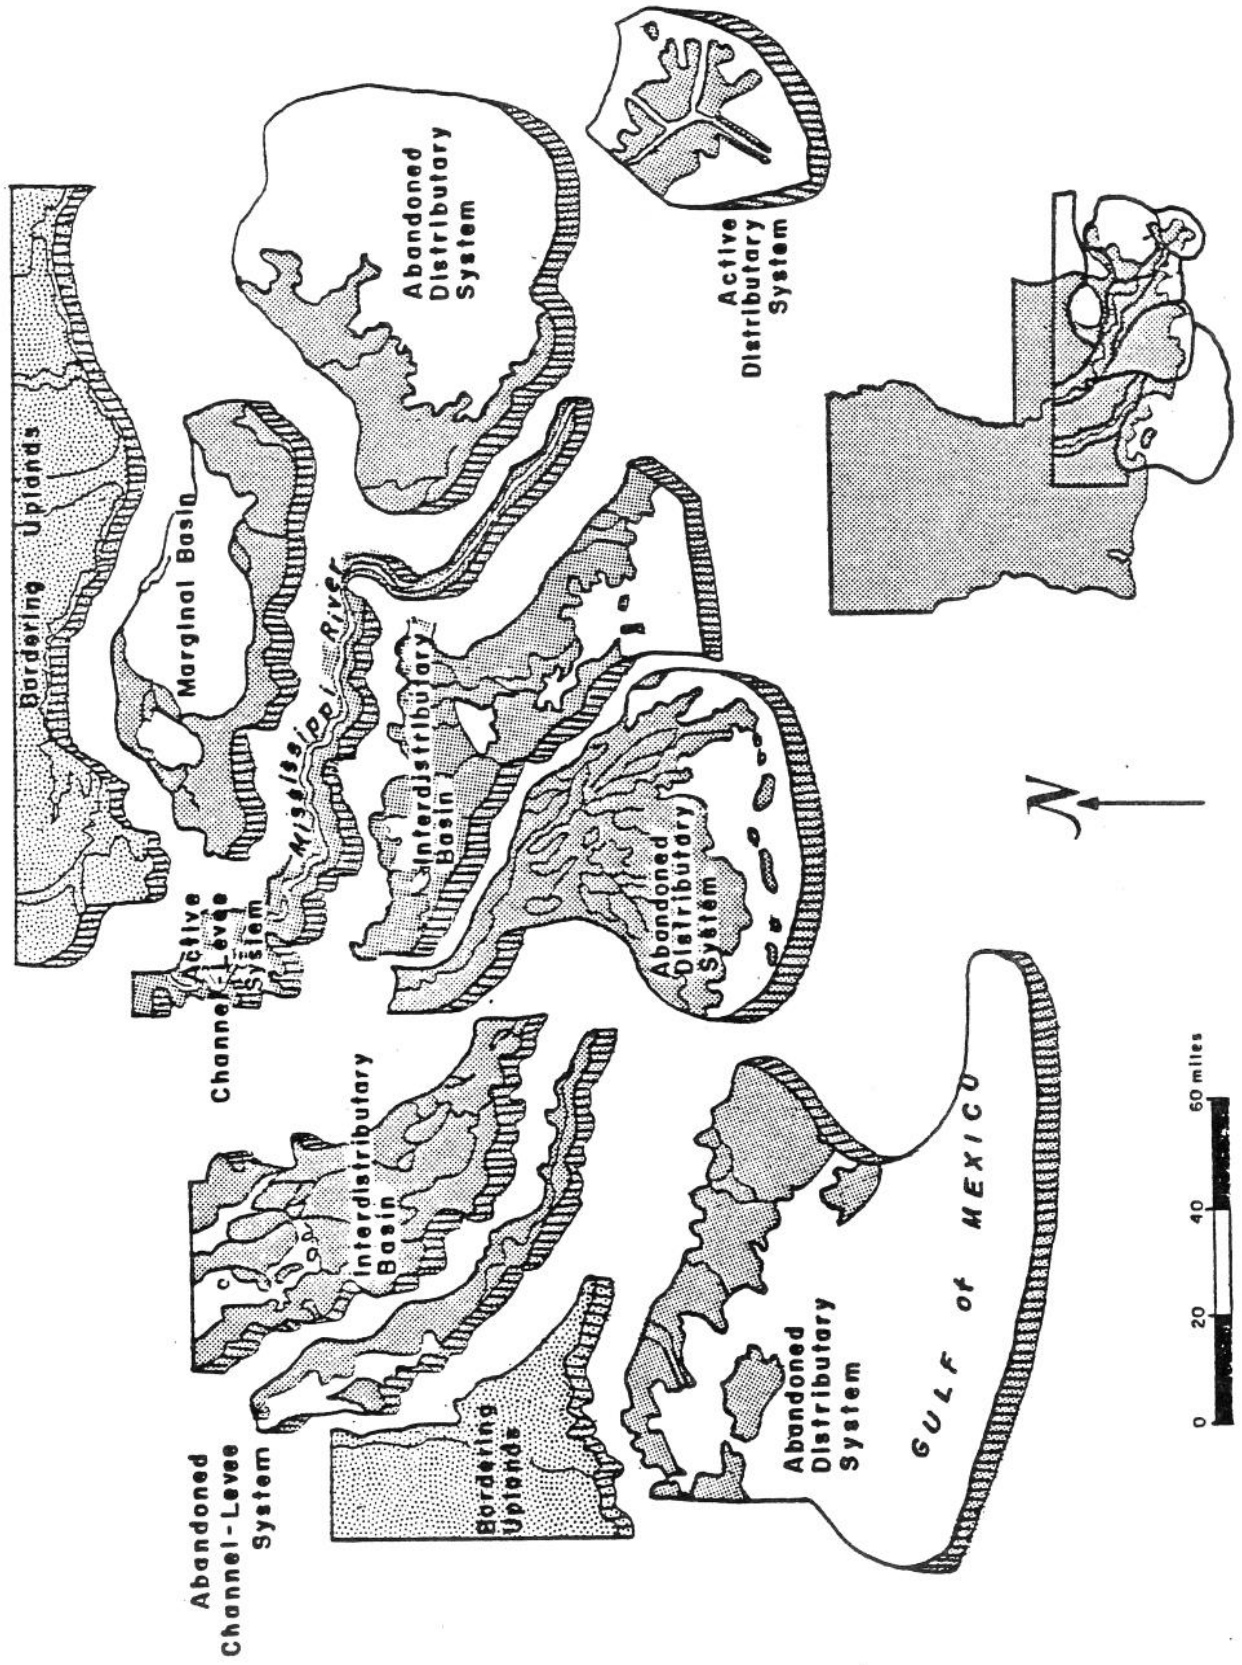 Bordering Uplands
Marginal Basin
Mississippi River
Active
Channel-Levee
System
Abandoned
Distributary
System
Interdistributary
Basin
Active
Distributary
System
Abandoned
Distributary
System
Interdistributary
Basin
Abandoned
Channel-Levee
System
Bordering
Uplands
Abandoned
Distributary
System
GULF of MEXICO
N
0 20 40 60 miles